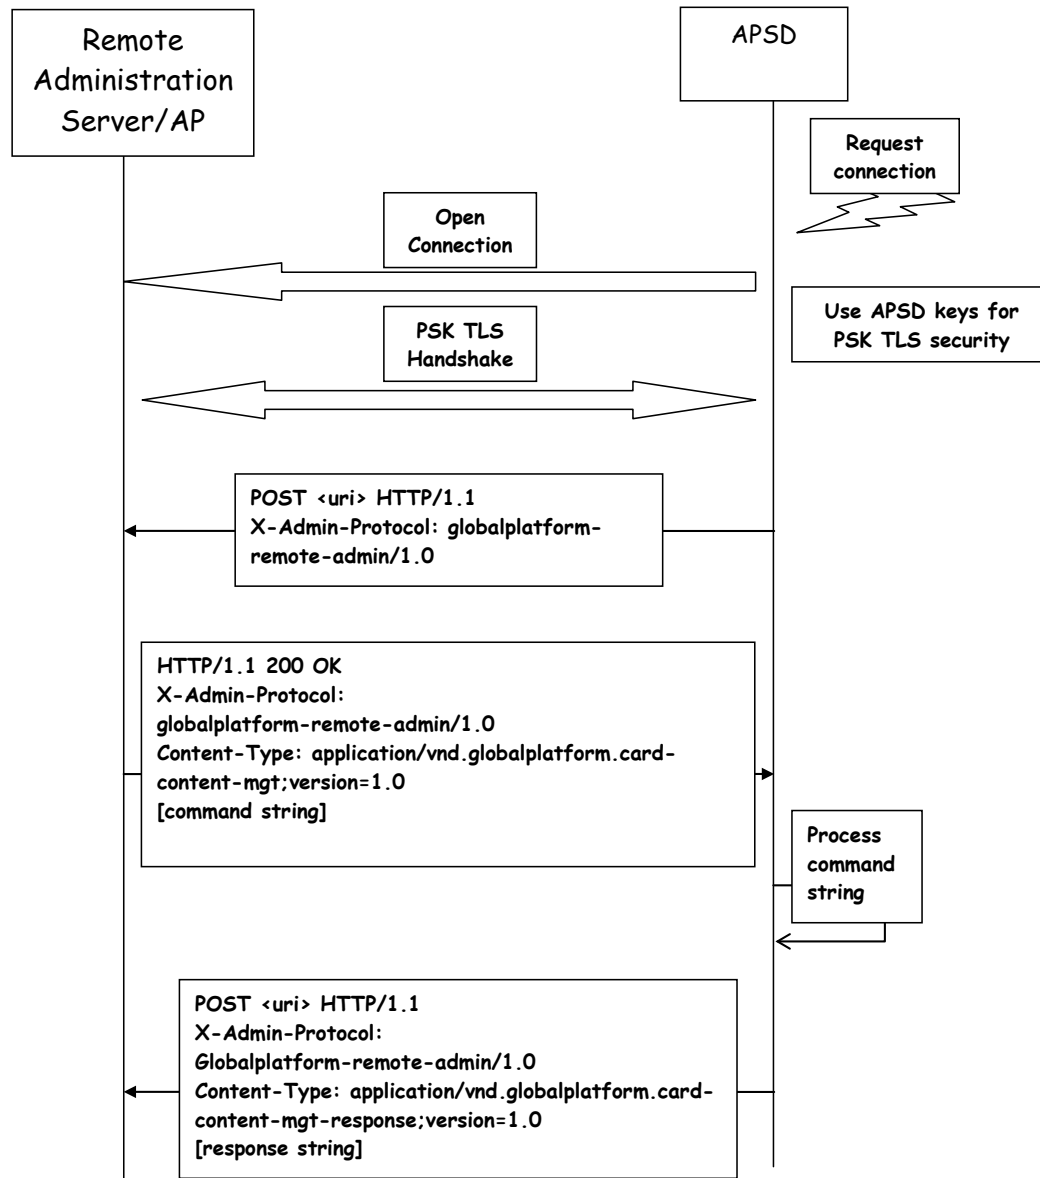 Remote
Administration
Server/AP
APSD
Request
connection
Open
Connection
Use APSD keys for
PSK TLS security
PSK TLS
Handshake
POST <uri> HTTP/1.1
X-Admin-Protocol: globalplatform-
remote-admin/1.0
HTTP/1.1 200 OK
X-Admin-Protocol:
globalplatform-remote-admin/1.0
Content-Type: application/vnd.globalplatform.card-
content-mgt;version=1.0
[command string]
Process
command
string
POST <uri> HTTP/1.1
X-Admin-Protocol:
Globalplatform-remote-admin/1.0
Content-Type: application/vnd.globalplatform.card-
content-mgt-response;version=1.0
[response string]